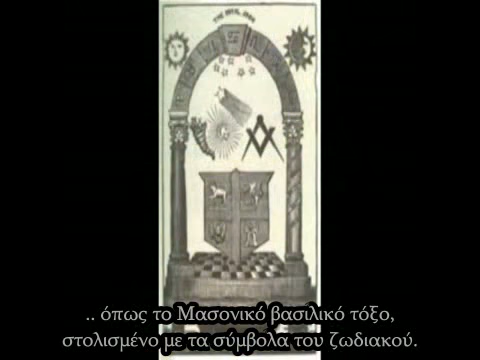 .. όπως το Μασονικό βασιλικό τόξο,
στολισμένο με τα σύμβολα του ζωδιακού.